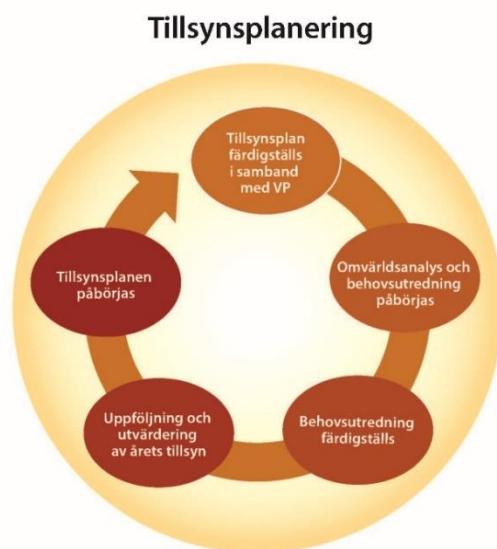 Tillsynsplanering
Tillsynsplan
färdigställs
i samband
med VP
Omvärldsanalys och
behovsutredning
påbörjas
Behovsutredning
färdigställs
Uppföljning och
utvärdering
av årets tillsyn
Tillsynsplanen
påbörjas